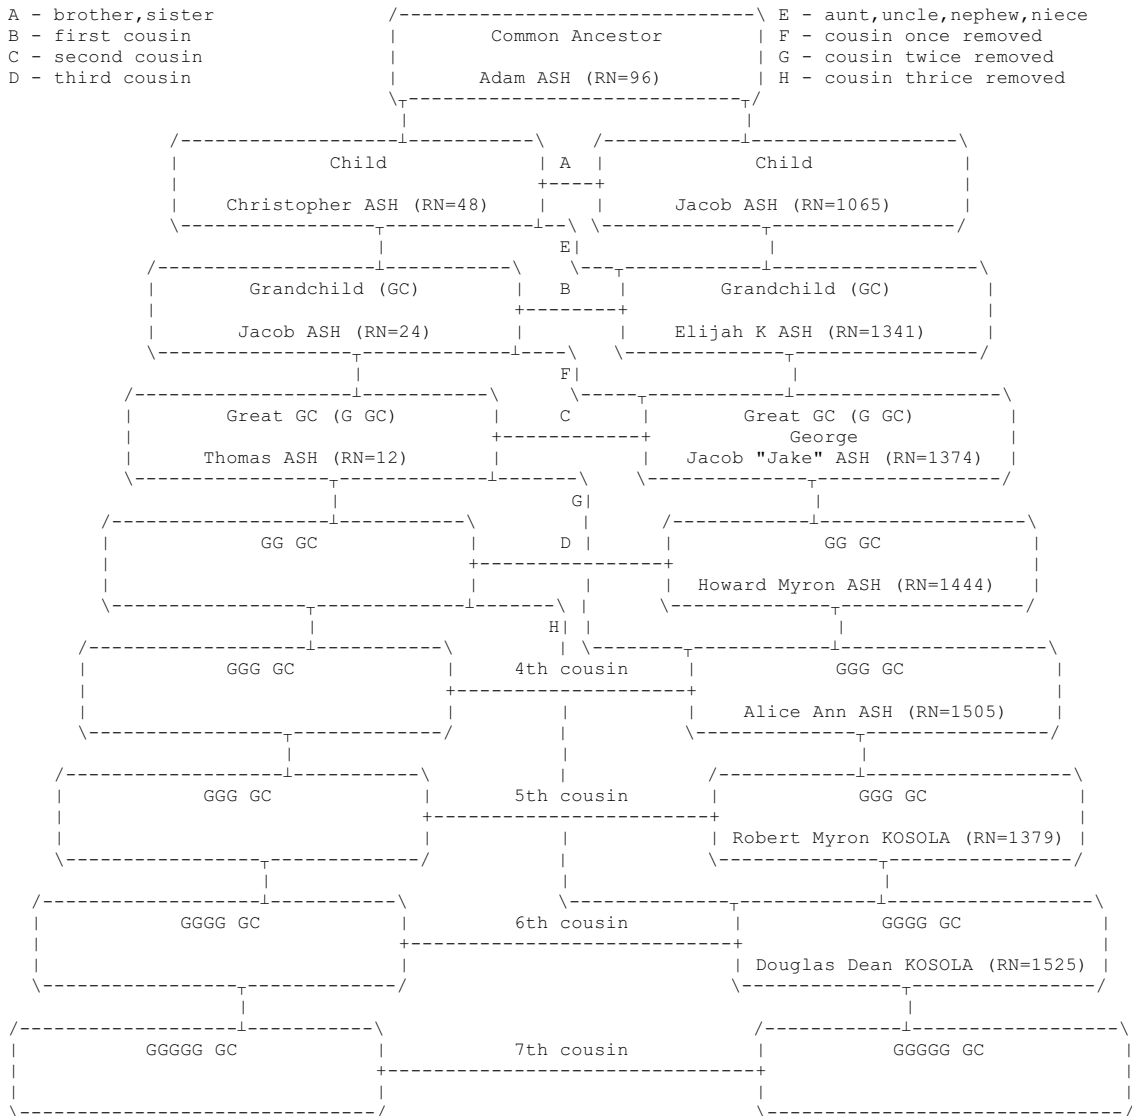 A - brother,sister
B - first cousin
C - second cousin
D - third cousin
Common Ancestor
Adam ASH (RN=96)
E - aunt,uncle,nephew,niece
F - cousin once removed
G - cousin twice removed
H - cousin thrice removed
Child
A
Child
Christopher ASH (RN=48)
Jacob ASH (RN=1065)
E
Grandchild (GC)
B
Grandchild (GC)
Jacob ASH (RN=24)
Elijah K ASH (RN=1341)
F
Great GC (G GC)
C
Great GC (G GC)
George
Thomas ASH (RN=12)
Jacob "Jake" ASH (RN=1374)
G
GG GC
D
GG GC
Howard Myron ASH (RN=1444)
H
GGG GC
4th cousin
GGG GC
Alice Ann ASH (RN=1505)
GGG GC
5th cousin
GGG GC
Robert Myron KOSOLA (RN=1379)
GGGG GC
6th cousin
GGGG GC
Douglas Dean KOSOLA (RN=1525)
GGGGG GC
7th cousin
GGGGG GC